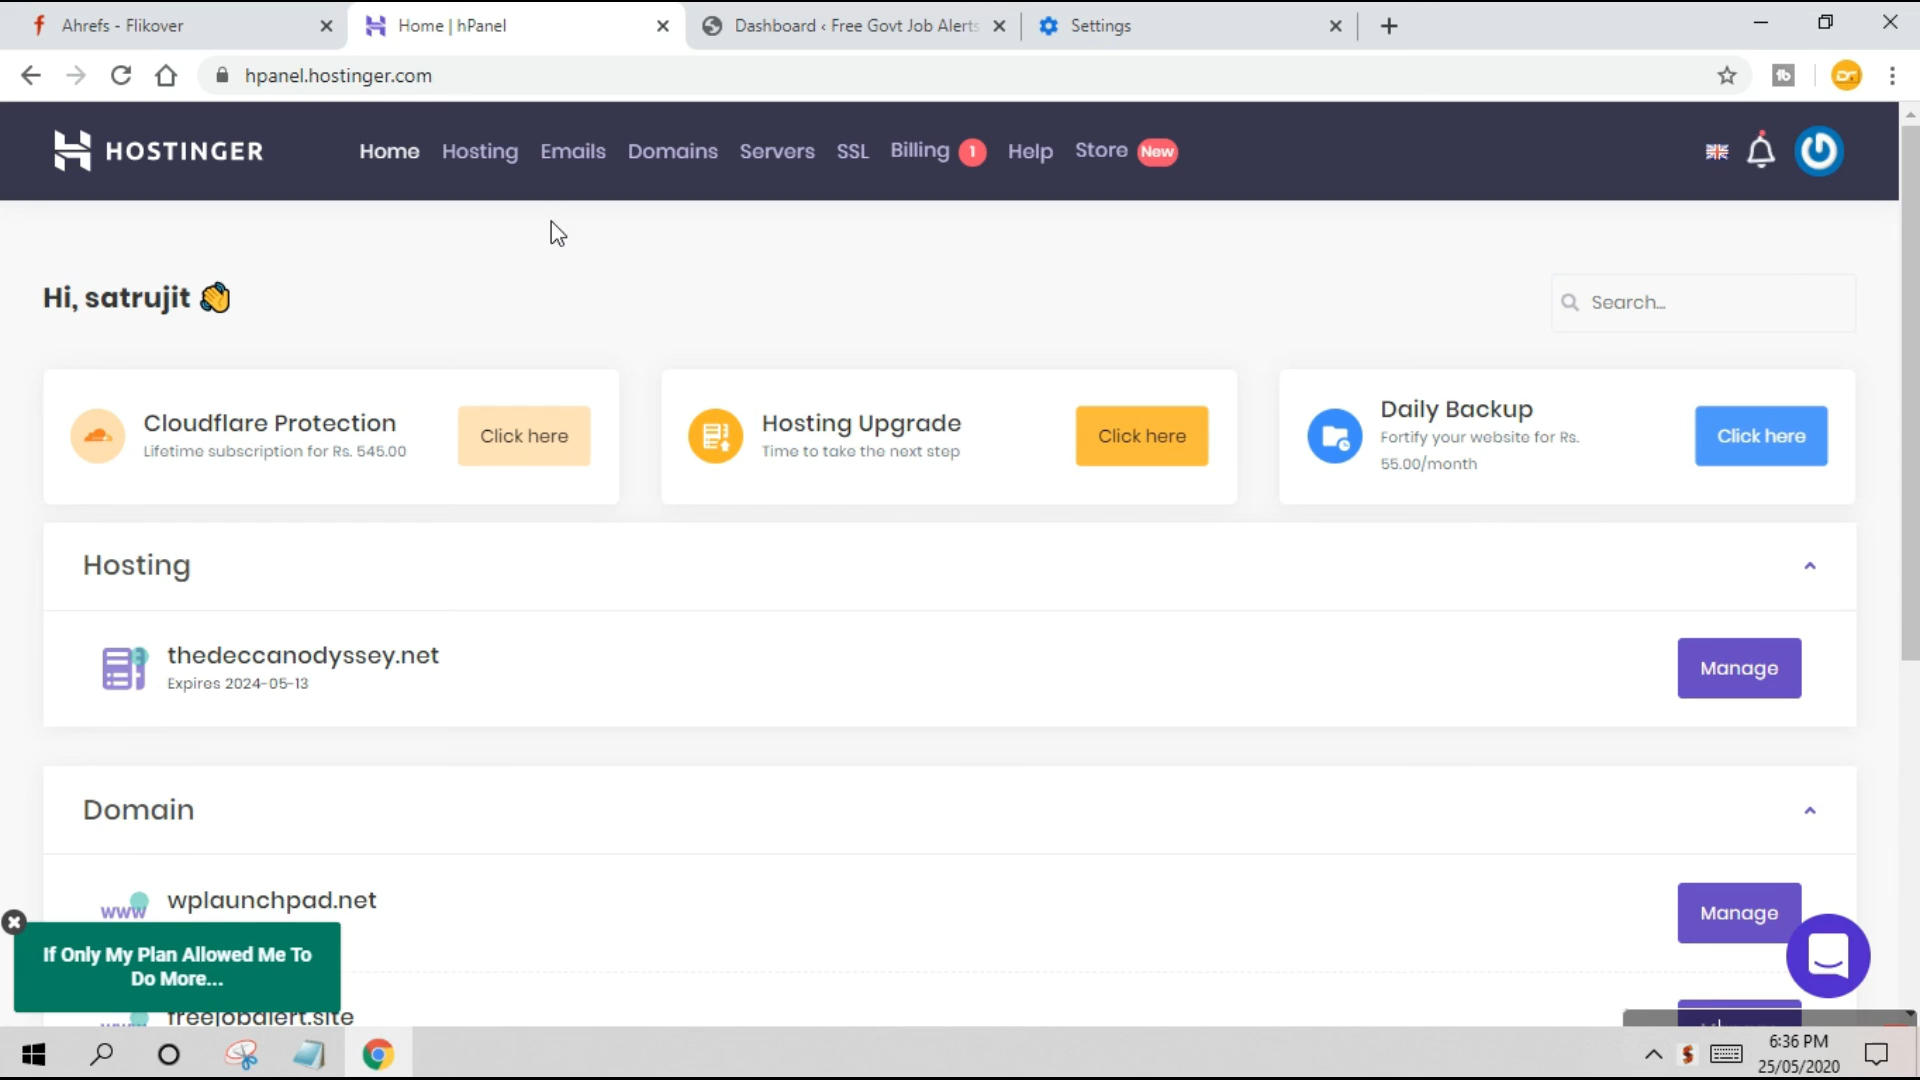 Ahrefs - Flikover
Home | hPanel
Dashboard ‹ Free Govt Job Alerts
Settings
hpanel.hostinger.com
HOSTINGER
Home
Hosting
Emails
Domains
Servers
SSL
Billing 1
Help
Store New
Hi, satrujit
Search...
Cloudflare Protection
Lifetime subscription for Rs. 545.00
Click here
Hosting Upgrade
Time to take the next step
Click here
Daily Backup
Fortify your website for Rs.
55.00/month
Click here
Hosting
thedeccanodyssey.net
Expires 2024-05-13
Manage
Domain
www
wplaunchpad.net
Manage
If Only My Plan Allowed Me To
Do More...
freejobalert.site
6:36 PM
25/05/2020